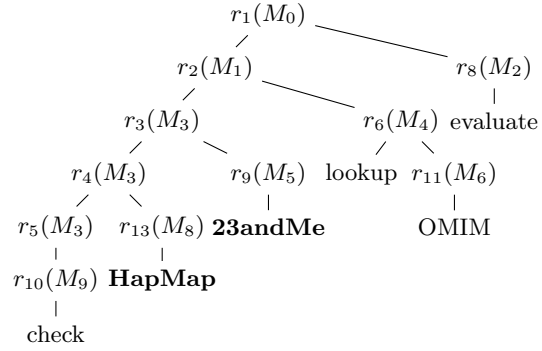 r₁(M₀)
r₂(M₁) r₈(M₂)
r₃(M₃) r₆(M₄) evaluate
r₄(M₃) r₉(M₅) lookup r₁₁(M₆)
r₅(M₃) r₁₃(M₈) 23andMe OMIM
r₁₀(M₉) HapMap
check